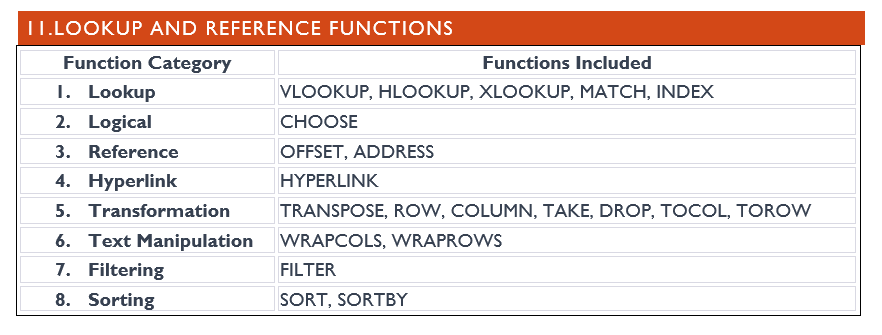 11.LOOKUP AND REFERENCE FUNCTIONS
Function Category Functions Included
1. Lookup VLOOKUP, HLOOKUP, XLOOKUP, MATCH, INDEX
2. Logical CHOOSE
3. Reference OFFSET, ADDRESS
4. Hyperlink HYPERLINK
5. Transformation TRANSPOSE, ROW, COLUMN, TAKE, DROP, TOCOL, TOROW
6. Text Manipulation WRAPCOLS, WRAPROWS
7. Filtering FILTER
8. Sorting SORT, SORTBY